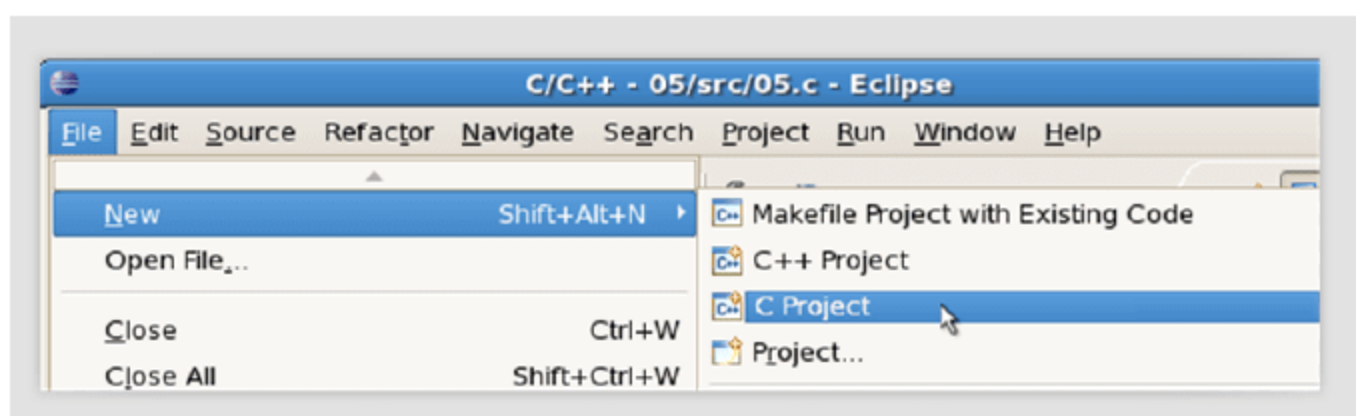 C/C++ - 05/src/05.c - Eclipse
File Edit Source Refactor Navigate Search Project Run Window Help
New Shift+Alt+N
Open File...
Close Ctrl+W
Close All Shift+Ctrl+W
Makefile Project with Existing Code
C++ Project
C Project
Project...